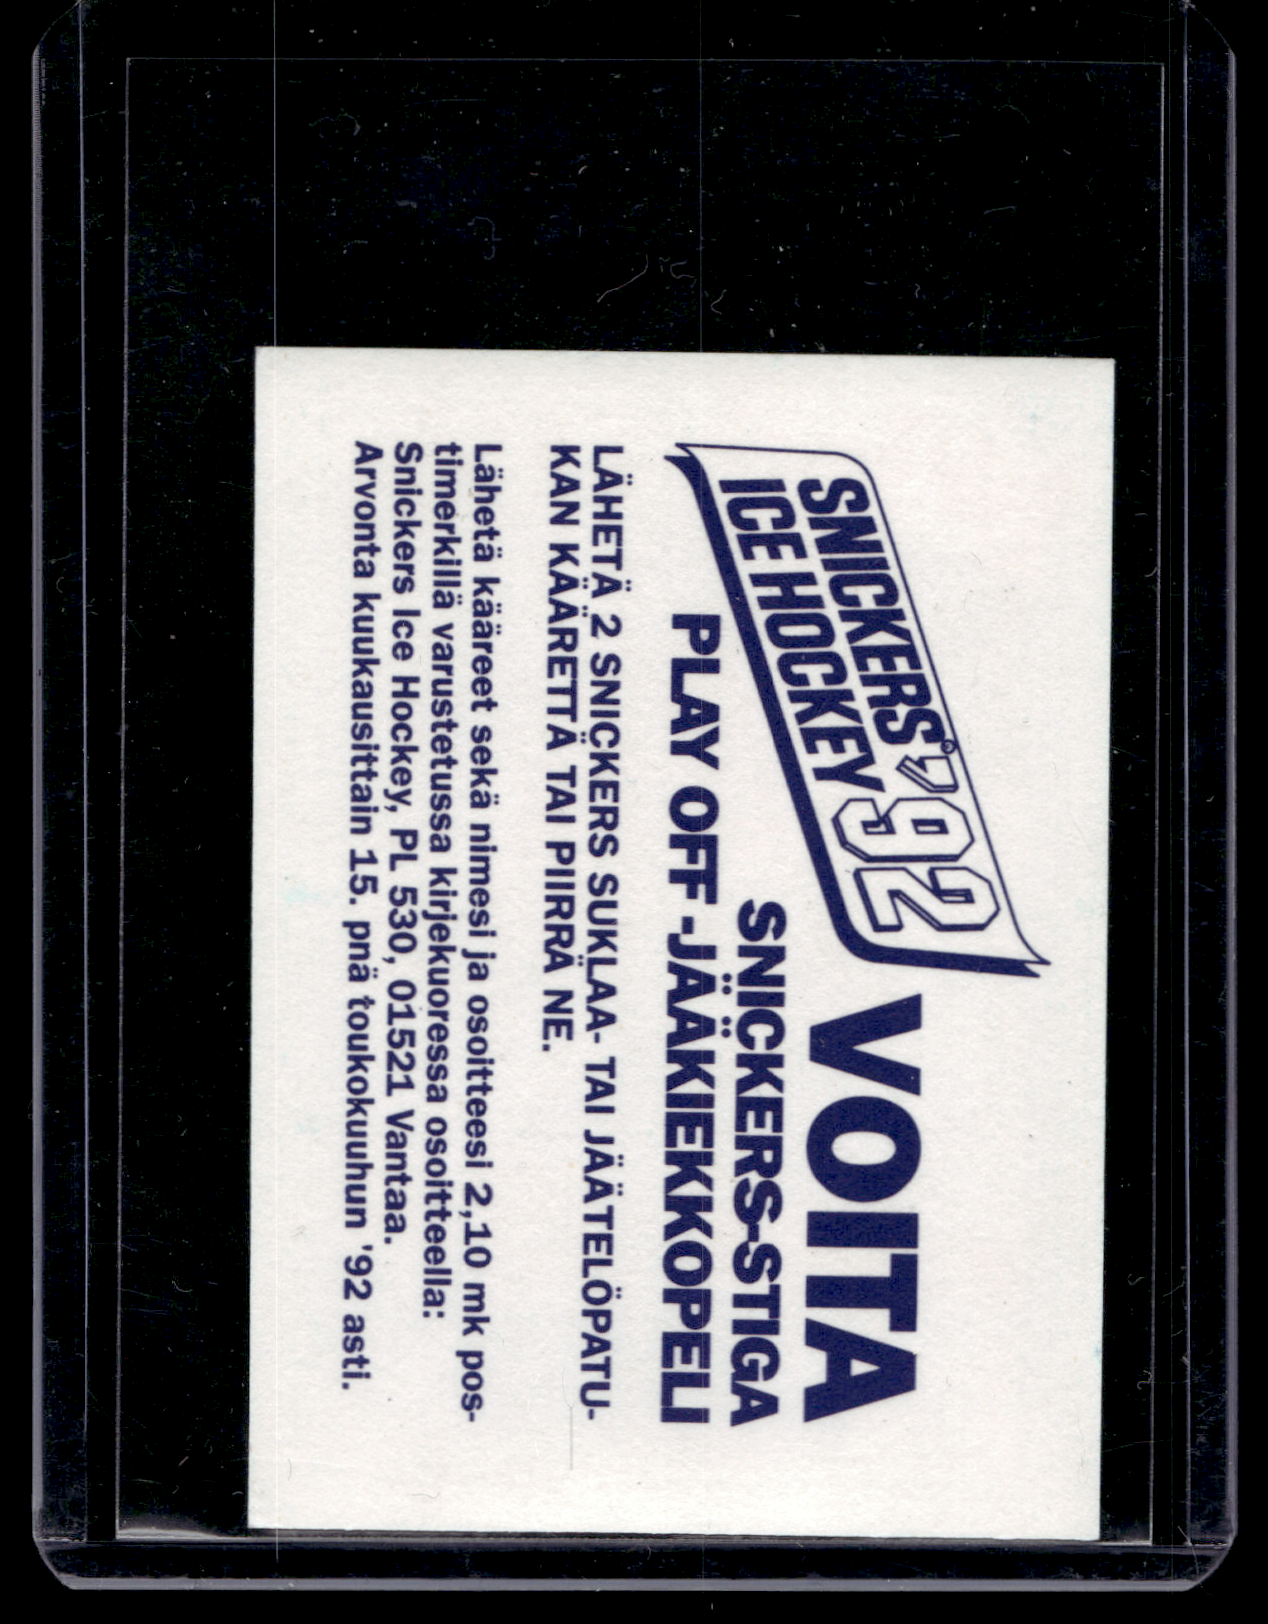 SNICKERS® '92
ICE HOCKEY
VOITA
SNICKERS-STIGA
PLAY OFF -JÄÄKIEKKOPELI
LÄHETÄ 2 SNICKERS SUKLAA- TAI JÄÄTELÖPATU-
KAN KÄÄRETTÄ TAI PIIRRÄ NE.
Lähetä kääreet sekä nimesi ja osoitteesi 2,10 mk pos-
timerkillä varustetussa kirjekuoressa osoitteella:
Snickers Ice Hockey, PL 530, 01521 Vantaa.
Arvonta kuukausittain 15. pnä toukokuuhun '92 asti.